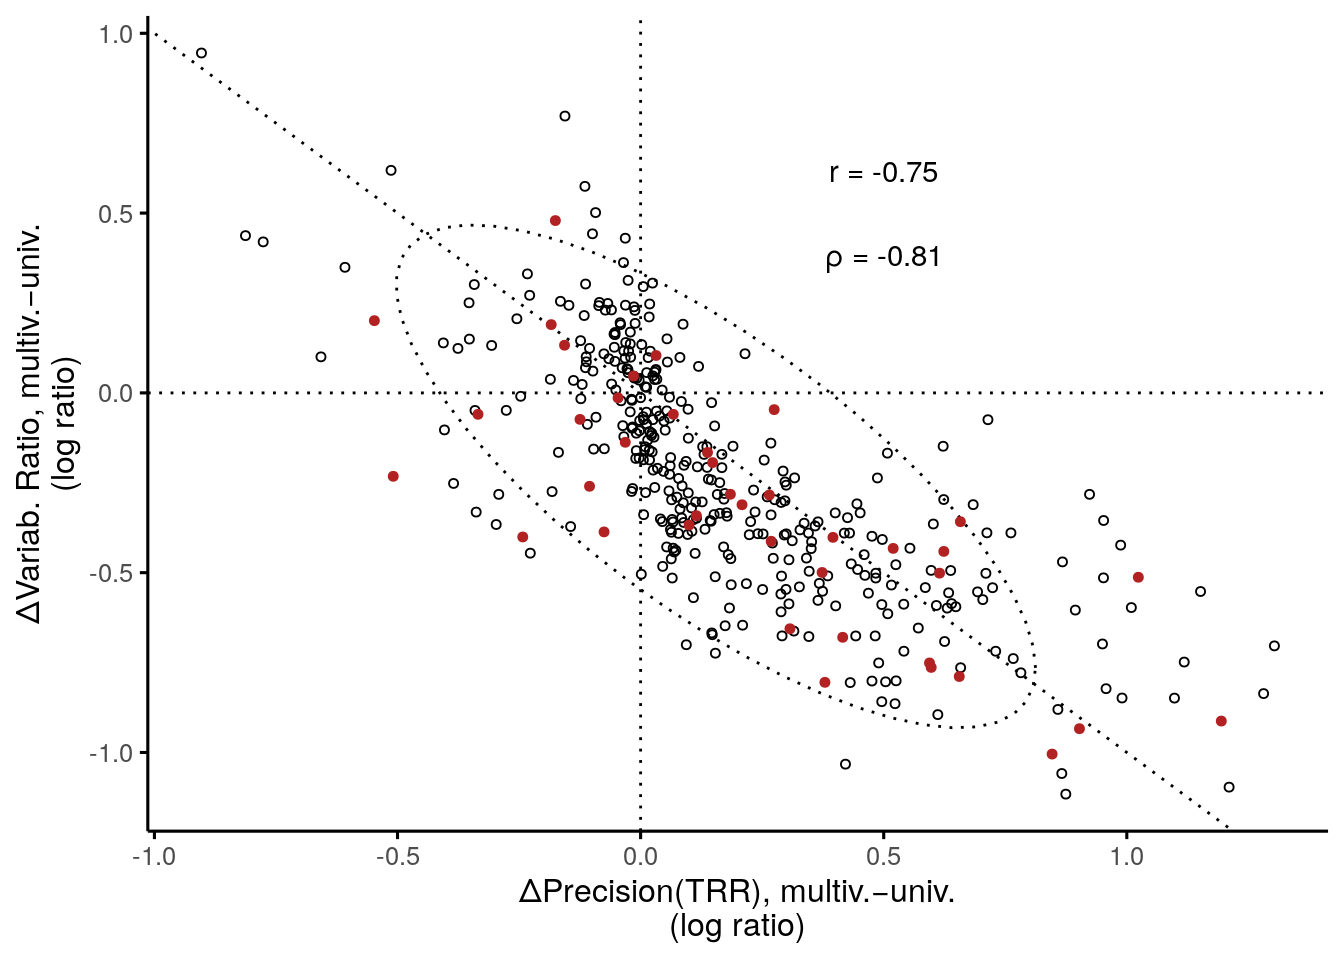 ΔVariab. Ratio, multiv.−univ.
(log ratio)
1.0
0.5
0.0
-0.5
-1.0
r = -0.75
ρ = -0.81
-1.0 -0.5 0.0 0.5 1.0
ΔPrecision(TRR), multiv.−univ.
(log ratio)